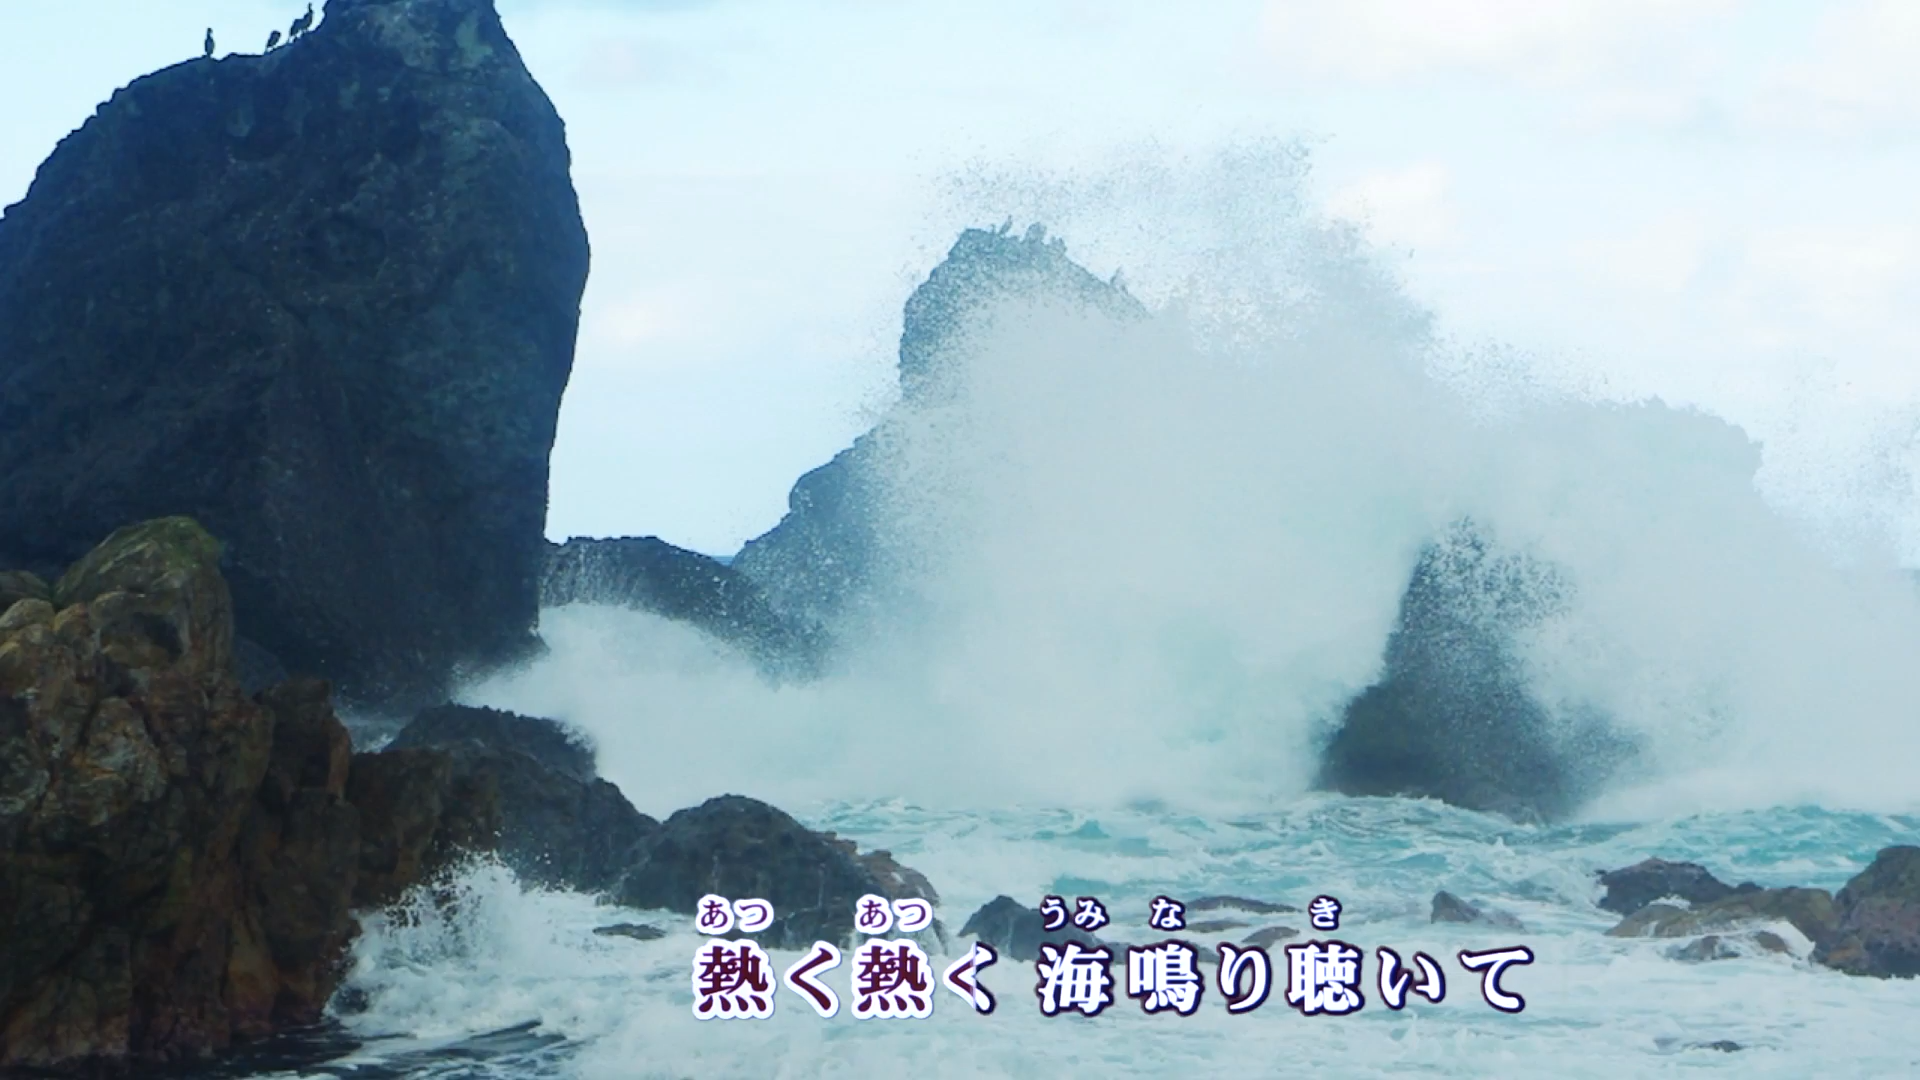 あつ あつ うみ な き
熱く熱く 海鳴り聴いて